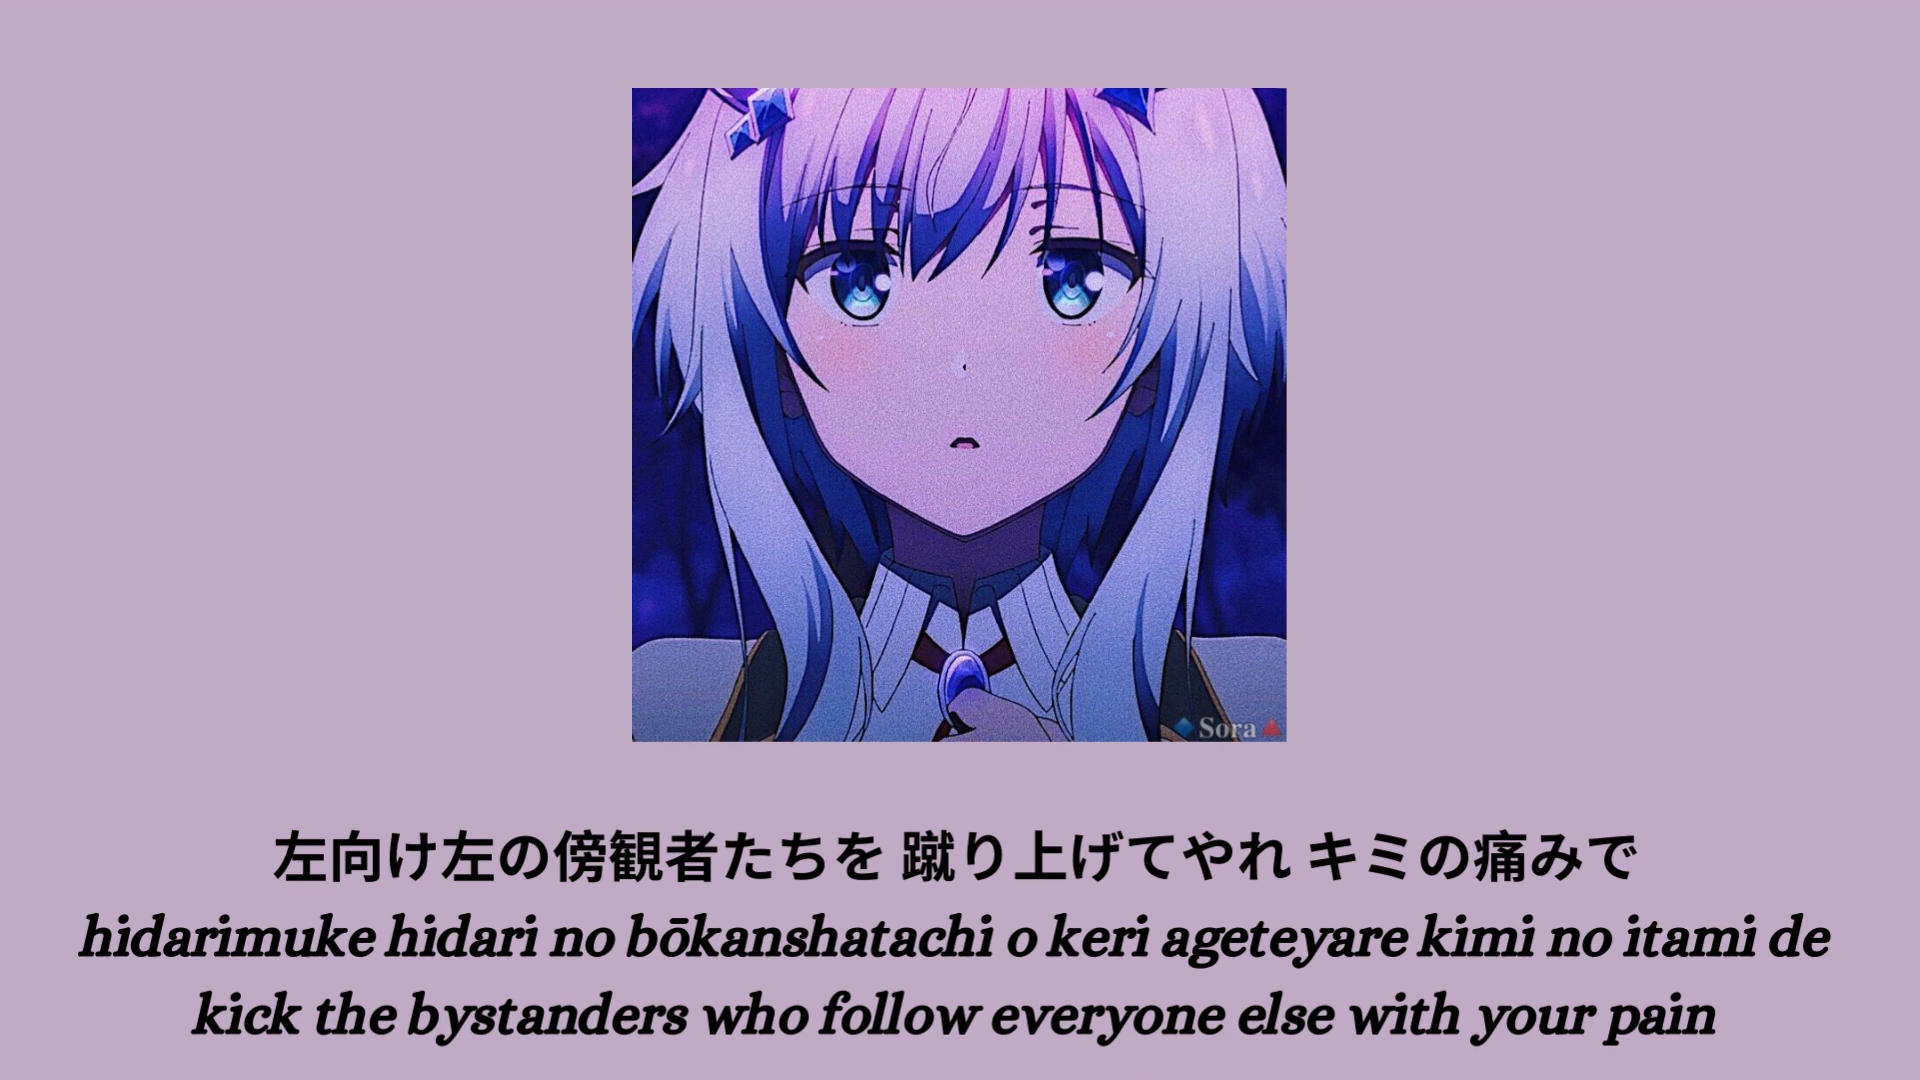 Sora
左向け左の傍観者たちを 蹴り上げてやれ キミの痛みで
hidarimuke hidari no bōkanshatachi o keri ageteyare kimi no itami de
kick the bystanders who follow everyone else with your pain